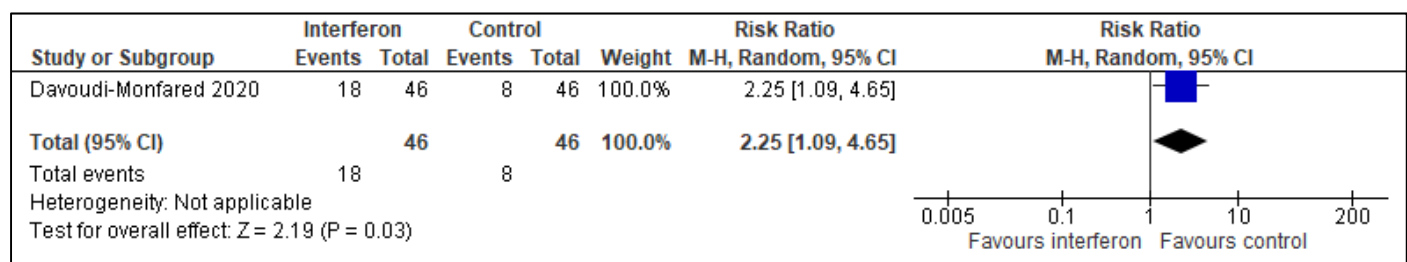 Interferon Control Risk Ratio Risk Ratio
Study or Subgroup Events Total Events Total Weight M-H, Random, 95% CI M-H, Random, 95% CI
Davoudi-Monfared 2020 18 46 8 46 100.0% 2.25 [1.09, 4.65]
Total (95% CI) 46 46 100.0% 2.25 [1.09, 4.65]
Total events 18 8
Heterogeneity: Not applicable
Test for overall effect: Z = 2.19 (P = 0.03)
0.005 0.1 1 10 200
Favours interferon Favours control